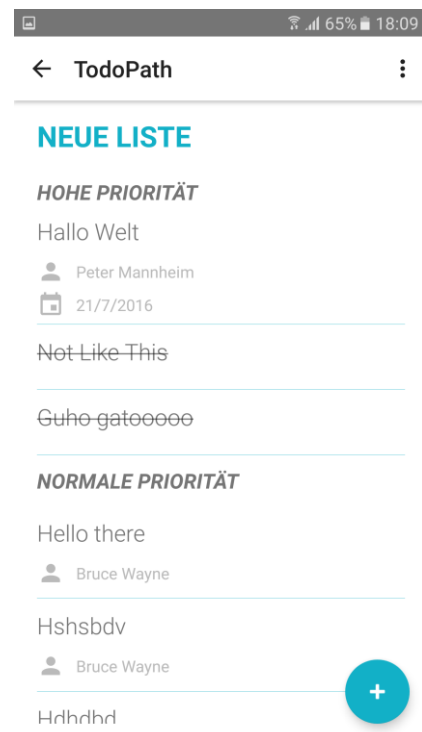 65% 18:09
TodoPath
NEUE LISTE
HOHE PRIORITÄT
Hallo Welt
Peter Mannheim
21/7/2016
Not Like This
Guho gatooooo
NORMALE PRIORITÄT
Hello there
Bruce Wayne
Hshsbdv
Bruce Wayne
Hdhdhd